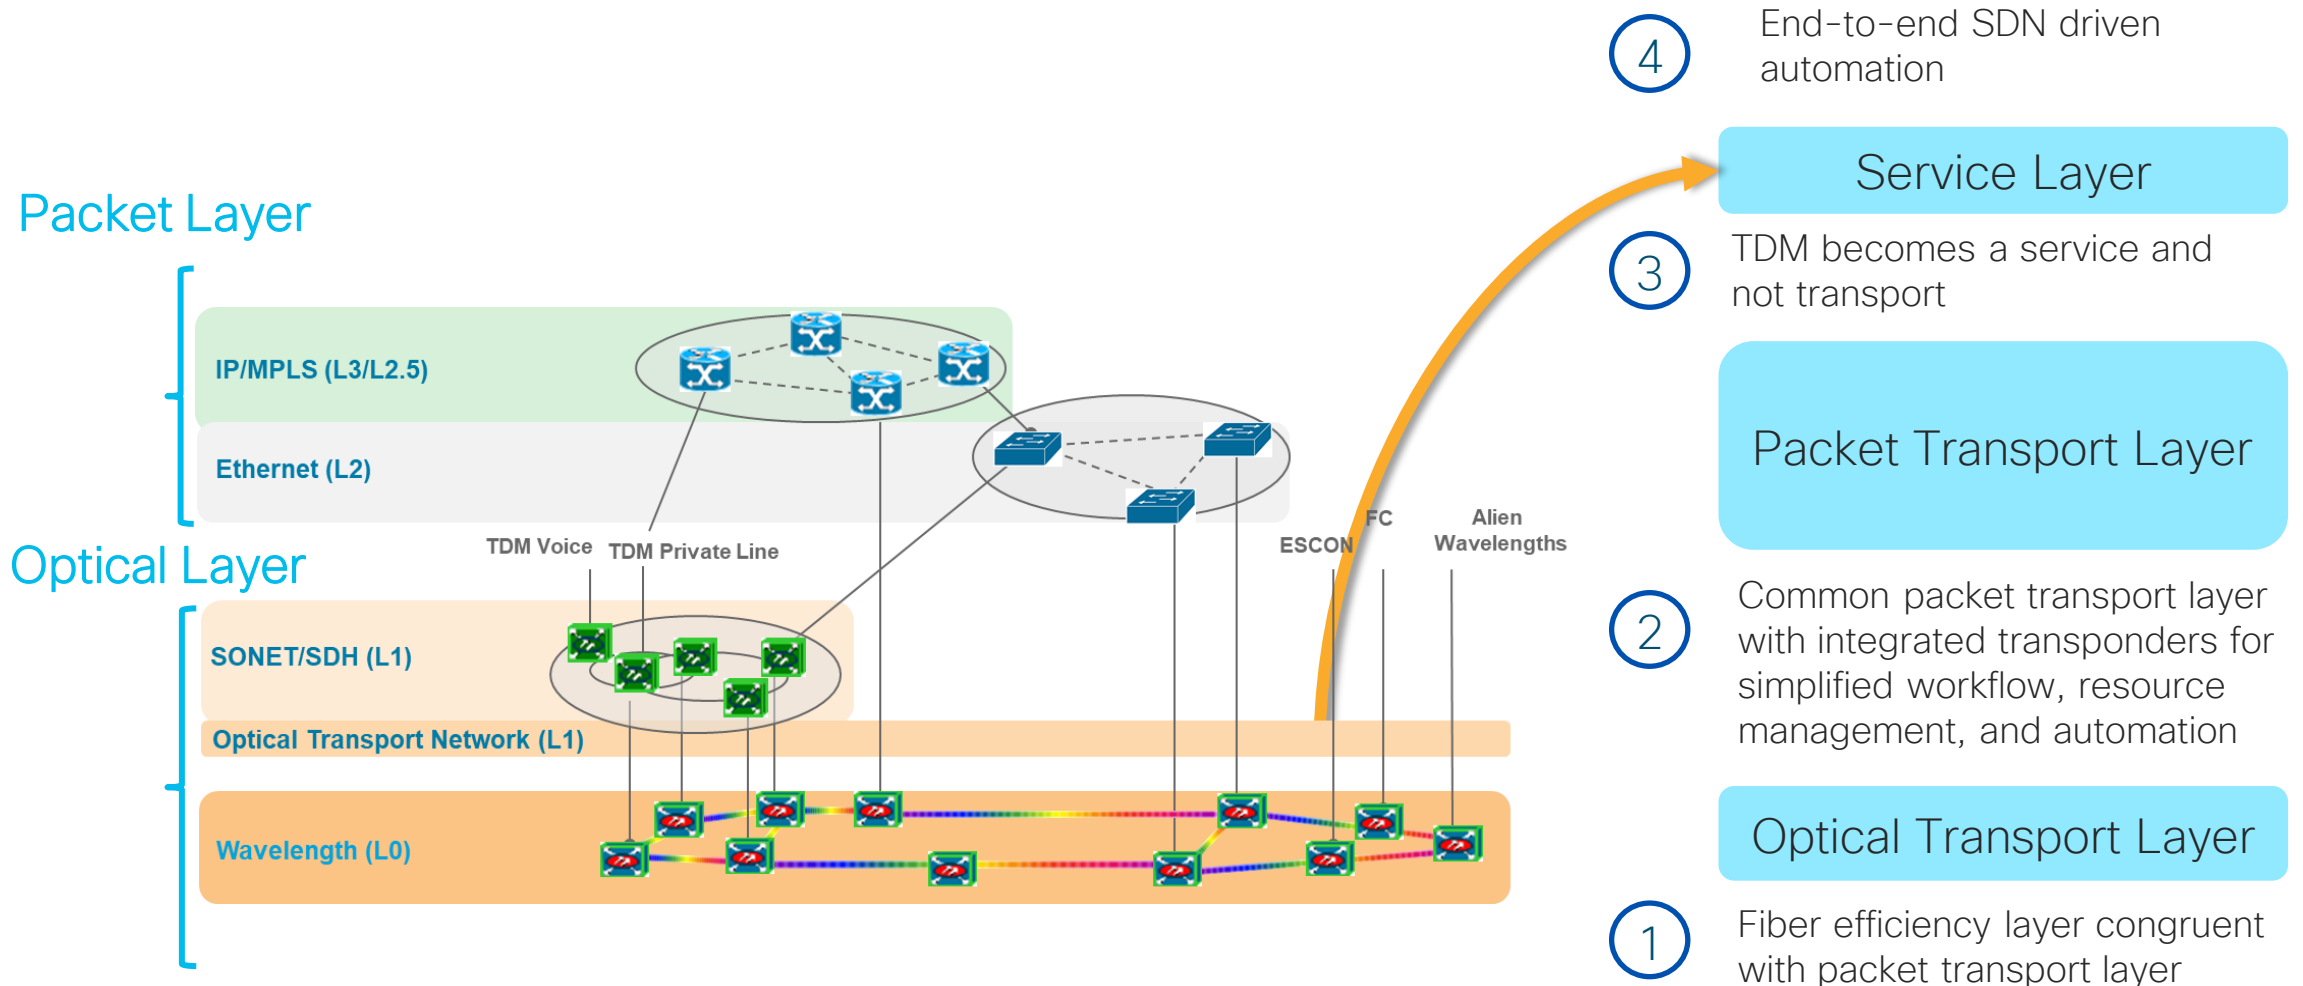 Packet Layer
IP/MPLS (L3/L2.5)
Ethernet (L2)
Optical Layer
TDM Voice
TDM Private Line
ESCON
FC
Alien
Wavelengths
SONET/SDH (L1)
Optical Transport Network (L1)
Wavelength (L0)
4
End-to-end SDN driven
automation
Service Layer
3
TDM becomes a service and
not transport
Packet Transport Layer
2
Common packet transport layer
with integrated transponders for
simplified workflow, resource
management, and automation
Optical Transport Layer
1
Fiber efficiency layer congruent
with packet transport layer